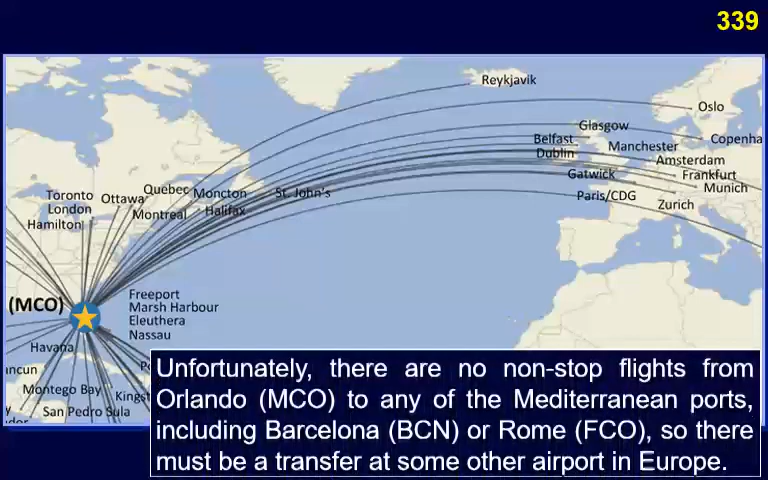 339
Reykjavik
Oslo
Glasgow
Belfast
Copenha
Manchester
Dublin
Amsterdam
Gatwick
Frankfurt
Munich
Paris/CDG
Zurich
Toronto
Ottawa
Quebec
Moncton
St. John's
London
Montreal
Halifax
Hamilton
(MCO)
Freeport
Marsh Harbour
Eleuthera
Nassau
Havana
ancun
Montego Bay
Kingst
San Pedro Sula
Unfortunately, there are no non-stop flights from
Orlando (MCO) to any of the Mediterranean ports,
including Barcelona (BCN) or Rome (FCO), so there
must be a transfer at some other airport in Europe.